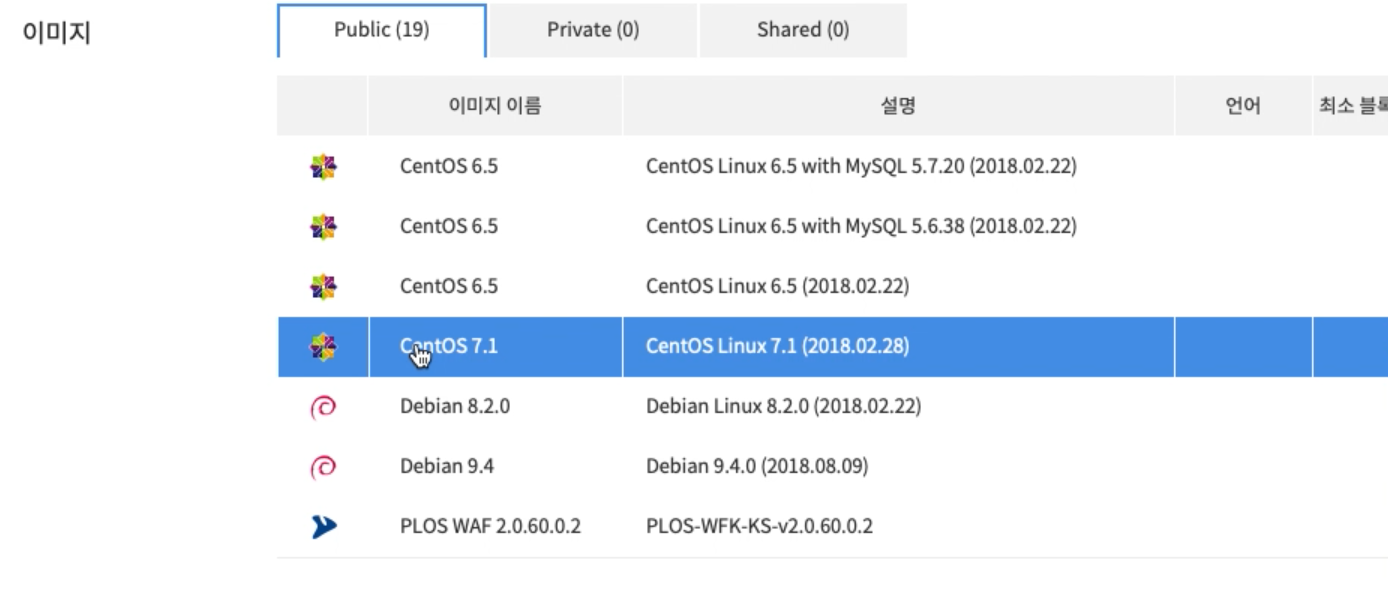 이미지
Public (19) Private (0) Shared (0)
이미지 이름 설명 언어 최소 블록
CentOS 6.5 CentOS Linux 6.5 with MySQL 5.7.20 (2018.02.22)
CentOS 6.5 CentOS Linux 6.5 with MySQL 5.6.38 (2018.02.22)
CentOS 6.5 CentOS Linux 6.5 (2018.02.22)
CentOS 7.1 CentOS Linux 7.1 (2018.02.28)
Debian 8.2.0 Debian Linux 8.2.0 (2018.02.22)
Debian 9.4 Debian 9.4.0 (2018.08.09)
PLOS WAF 2.0.60.0.2 PLOS-WFK-KS-v2.0.60.0.2